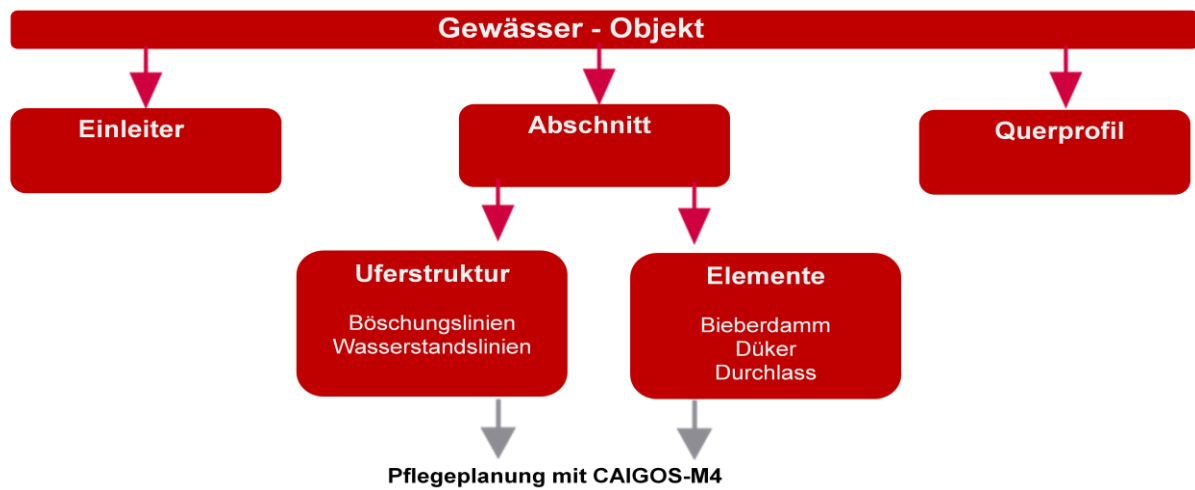 Gewässer - Objekt
Einleiter
Abschnitt
Querprofil
Uferstruktur
Böschungslinien
Wasserstandslinien
Elemente
Bieberdamm
Düker
Durchlass
Pflegeplanung mit CAIGOS-M4